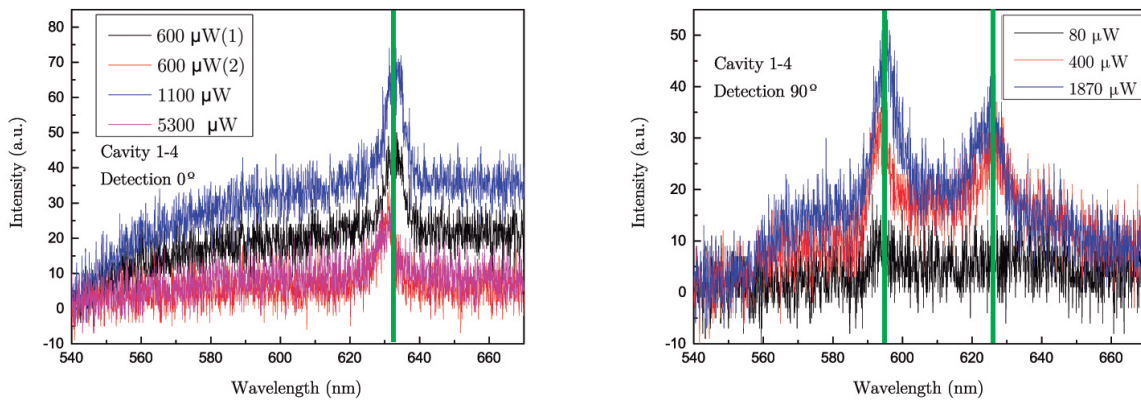 600 μW(1)
600 μW(2)
1100 μW
5300 μW
Cavity 1-4
Detection 0º
Intensity (a.u.)
80
70
60
50
40
30
20
10
0
-10
540
560
580
600
620
640
660
Wavelength (nm)
80 μW
400 μW
1870 μW
Cavity 1-4
Detection 90º
Intensity (a.u.)
50
40
30
20
10
0
-10
540
560
580
600
620
640
660
Wavelength (nm)